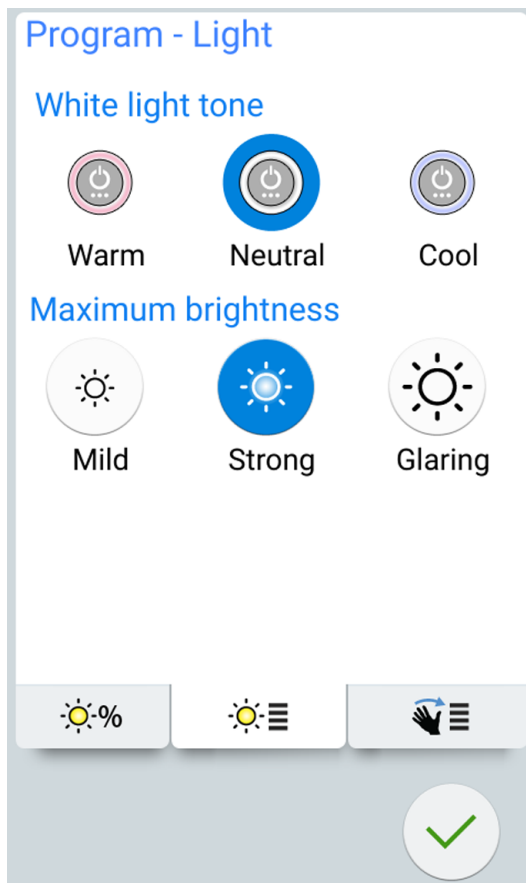 Program - Light
White light tone
Warm Neutral Cool
Maximum brightness
Mild Strong Glaring
%